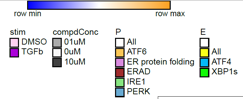 row min row max
stim compdConc P E
DMSO 01uM All All
TGFb 0uM ATF6 All
10uM ER protein folding ATF4
ERAD XBP1s
IRE1
PERK